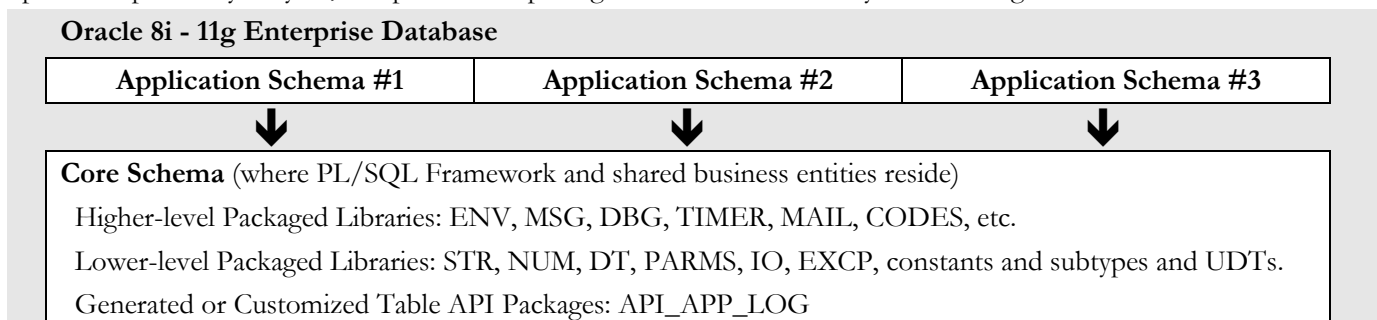 Oracle 8i - 11g Enterprise Database
Application Schema #1 Application Schema #2 Application Schema #3
Core Schema (where PL/SQL Framework and shared business entities reside)
Higher-level Packaged Libraries: ENV, MSG, DBG, TIMER, MAIL, CODES, etc.
Lower-level Packaged Libraries: STR, NUM, DT, PARMS, IO, EXCP, constants and subtypes and UDTs.
Generated or Customized Table API Packages: API_APP_LOG